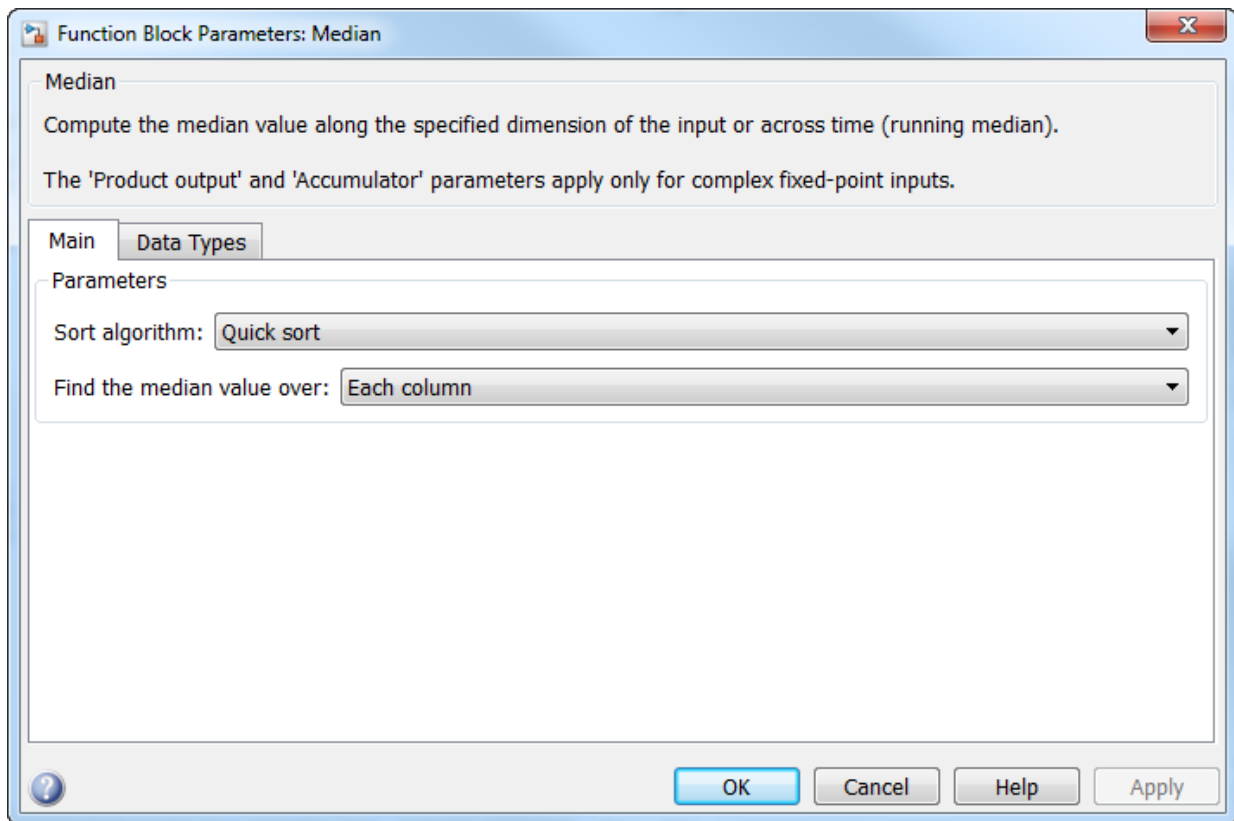 Function Block Parameters: Median
Median
Compute the median value along the specified dimension of the input or across time (running median).
The 'Product output' and 'Accumulator' parameters apply only for complex fixed-point inputs.
Main Data Types
Parameters
Sort algorithm: Quick sort
Find the median value over: Each column
? OK Cancel Help Apply